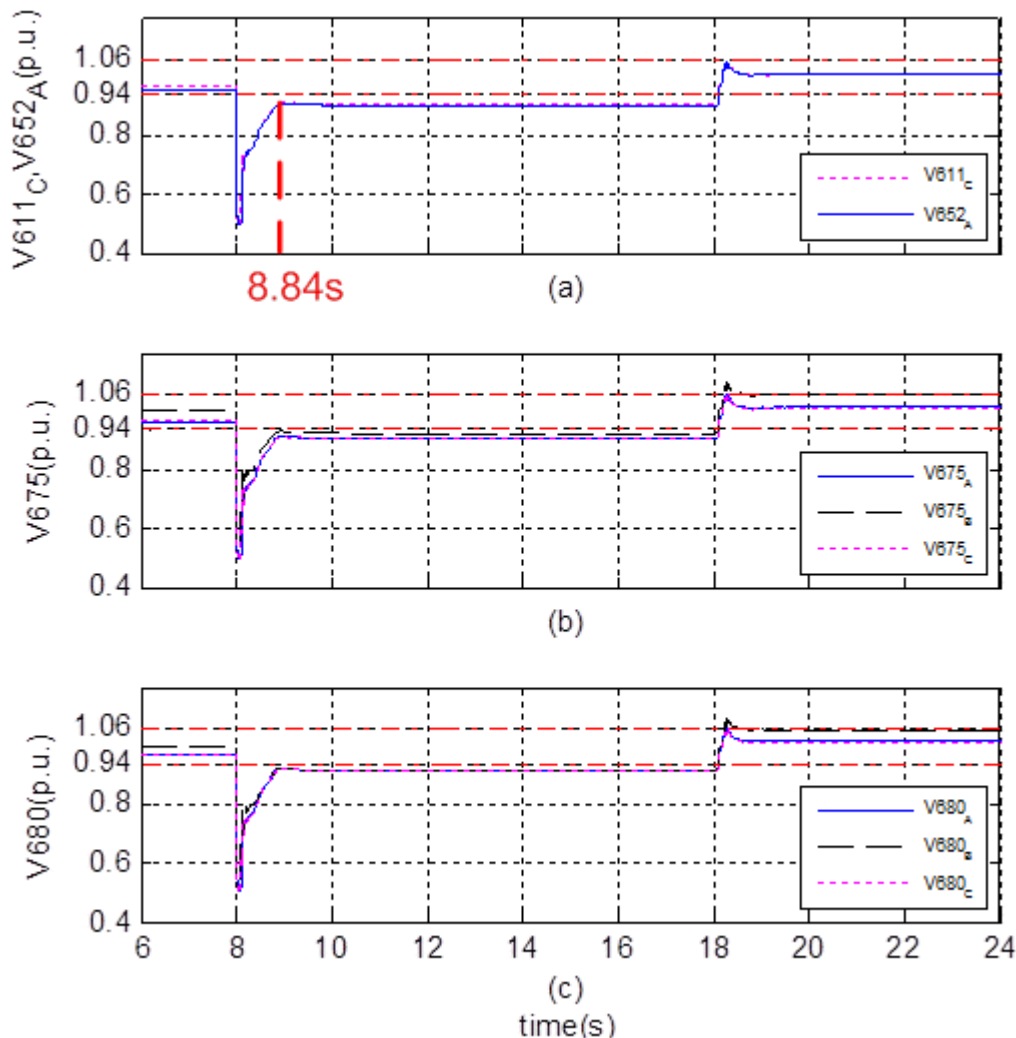 V611C,V652A(p.u.)
1.06
0.94
0.8
0.6
0.4
V611C
V652A
8.84s
(a)
V675(p.u.)
1.06
0.94
0.8
0.6
0.4
V675A
V675B
V675C
(b)
V680(p.u.)
1.06
0.94
0.8
0.6
0.4
V680A
V680B
V680C
6 8 10 12 14 16 18 20 22 24
(c)
time(s)